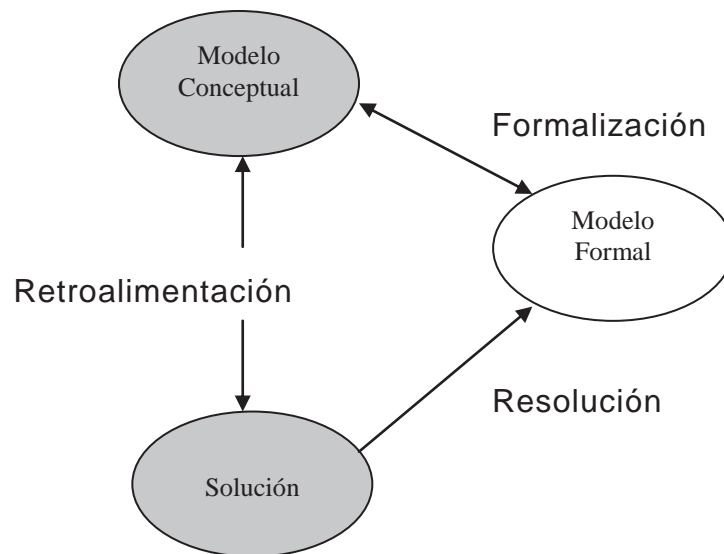 Modelo
Conceptual
Formalización
Modelo
Formal
Retroalimentación
Resolución
Solución